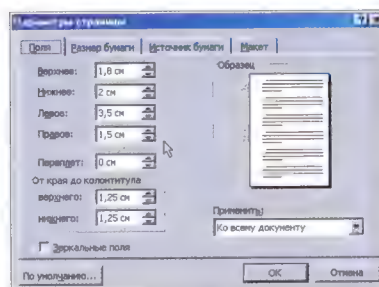 Параметры страницы
Поля Размер бумаги Источник бумаги Макет
Верхнее: 1,8 см
Нижнее: 2 см
Левое: 3,5 см
Правое: 1,5 см
Переплет: 0 см
От края до колонтитула
верхнего: 1,25 см
нижнего: 1,25 см
Зеркальные поля
Образец
Применить:
Ко всему документу
По умолчанию... ОК Отмена